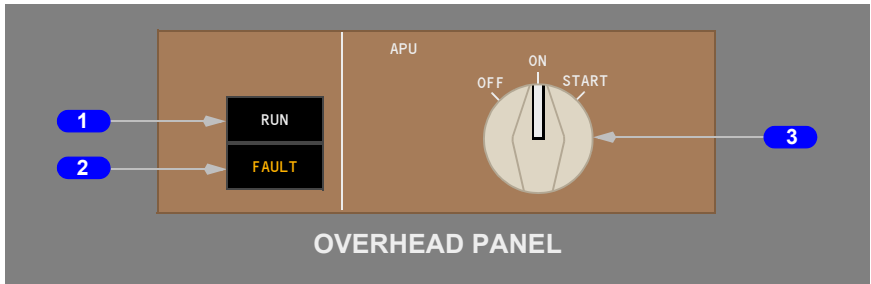 APU
ON
OFF
START
1
RUN
3
2
FAULT
OVERHEAD PANEL